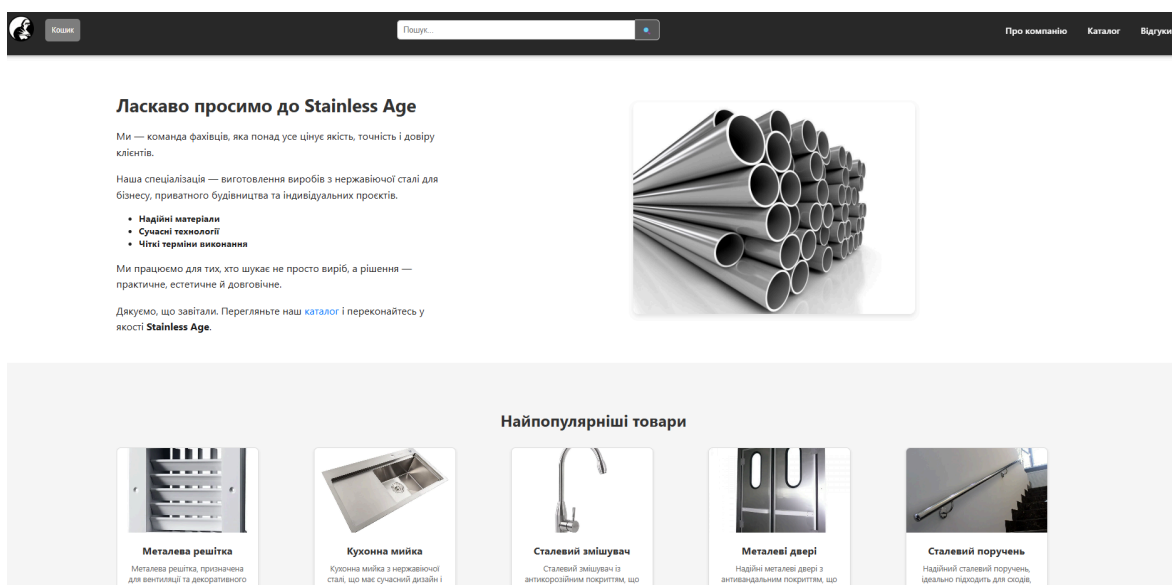 Кошик
Пошук...
Про компанію Каталог Відгуки
Ласкаво просимо до Stainless Age
Ми — команда фахівців, яка понад усе цінує якість, точність і довіру
клієнтів.
Наша спеціалізація — виготовлення виробів з нержавіючої сталі для
бізнесу, приватного будівництва та індивідуальних проєктів.
Надійні матеріали
Сучасні технології
Чіткі терміни виконання
Ми працюємо для тих, хто шукає не просто виріб, а рішення —
практичне, естетичне й довговічне.
Дякуємо, що завітали. Перегляньте наш каталог і переконайтесь у
якості Stainless Age.
Найпопулярніші товари
Металева решітка
Металева решітка, призначена
для вентиляції та декоративного
Кухонна мийка
Кухонна мийка з нержавіючої
сталі, що має сучасний дизайн і
Сталевий змішувач
Сталевий змішувач із
антикорозійним покриттям, що
Металеві двері
Надійні металеві двері з
антивандальним покриттям, що
Сталевий поручень
Надійний сталевий поручень,
ідеально підходить для сходів,